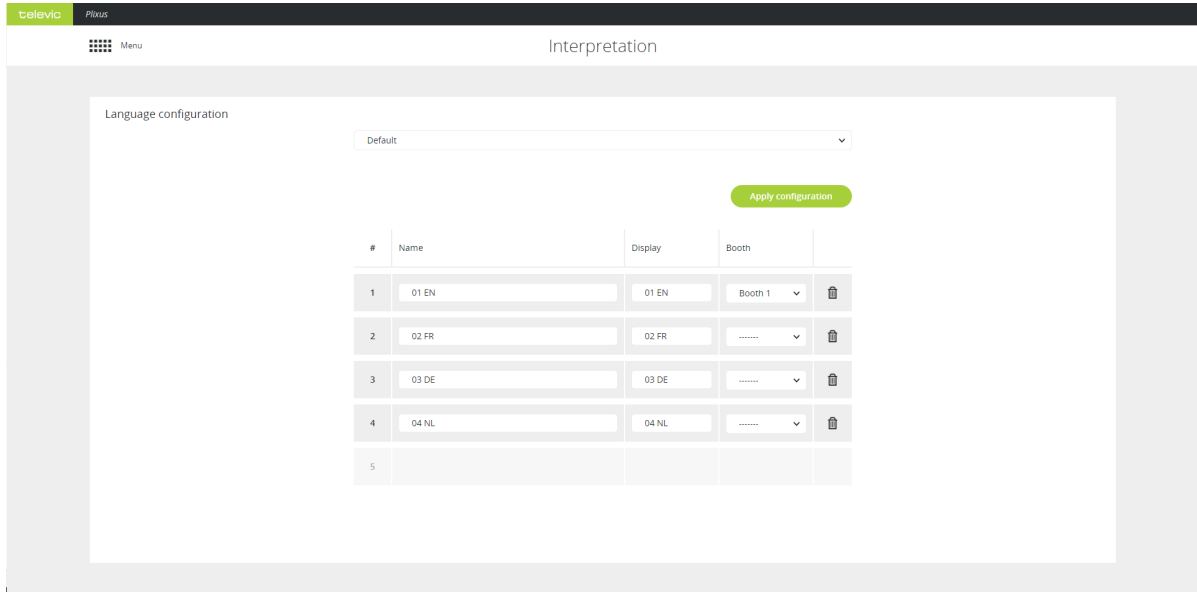 televic Plixus
Menu
Interpretation
Language configuration
Default
Apply configuration
# Name Display Booth
1 01 EN 01 EN Booth 1
2 02 FR 02 FR -------
3 03 DE 03 DE -------
4 04 NL 04 NL -------
5